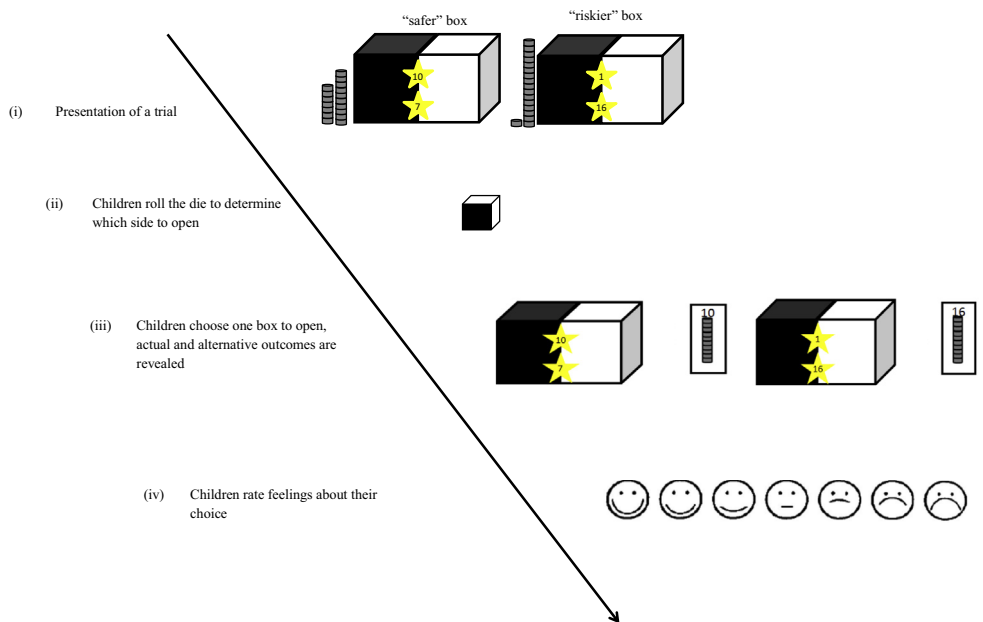 “safer” box
“riskier” box
10
7
1
16
(i) Presentation of a trial
(ii) Children roll the die to determine
which side to open
(iii) Children choose one box to open,
actual and alternative outcomes are
revealed
10
7
10
1
16
16
(iv) Children rate feelings about their
choice